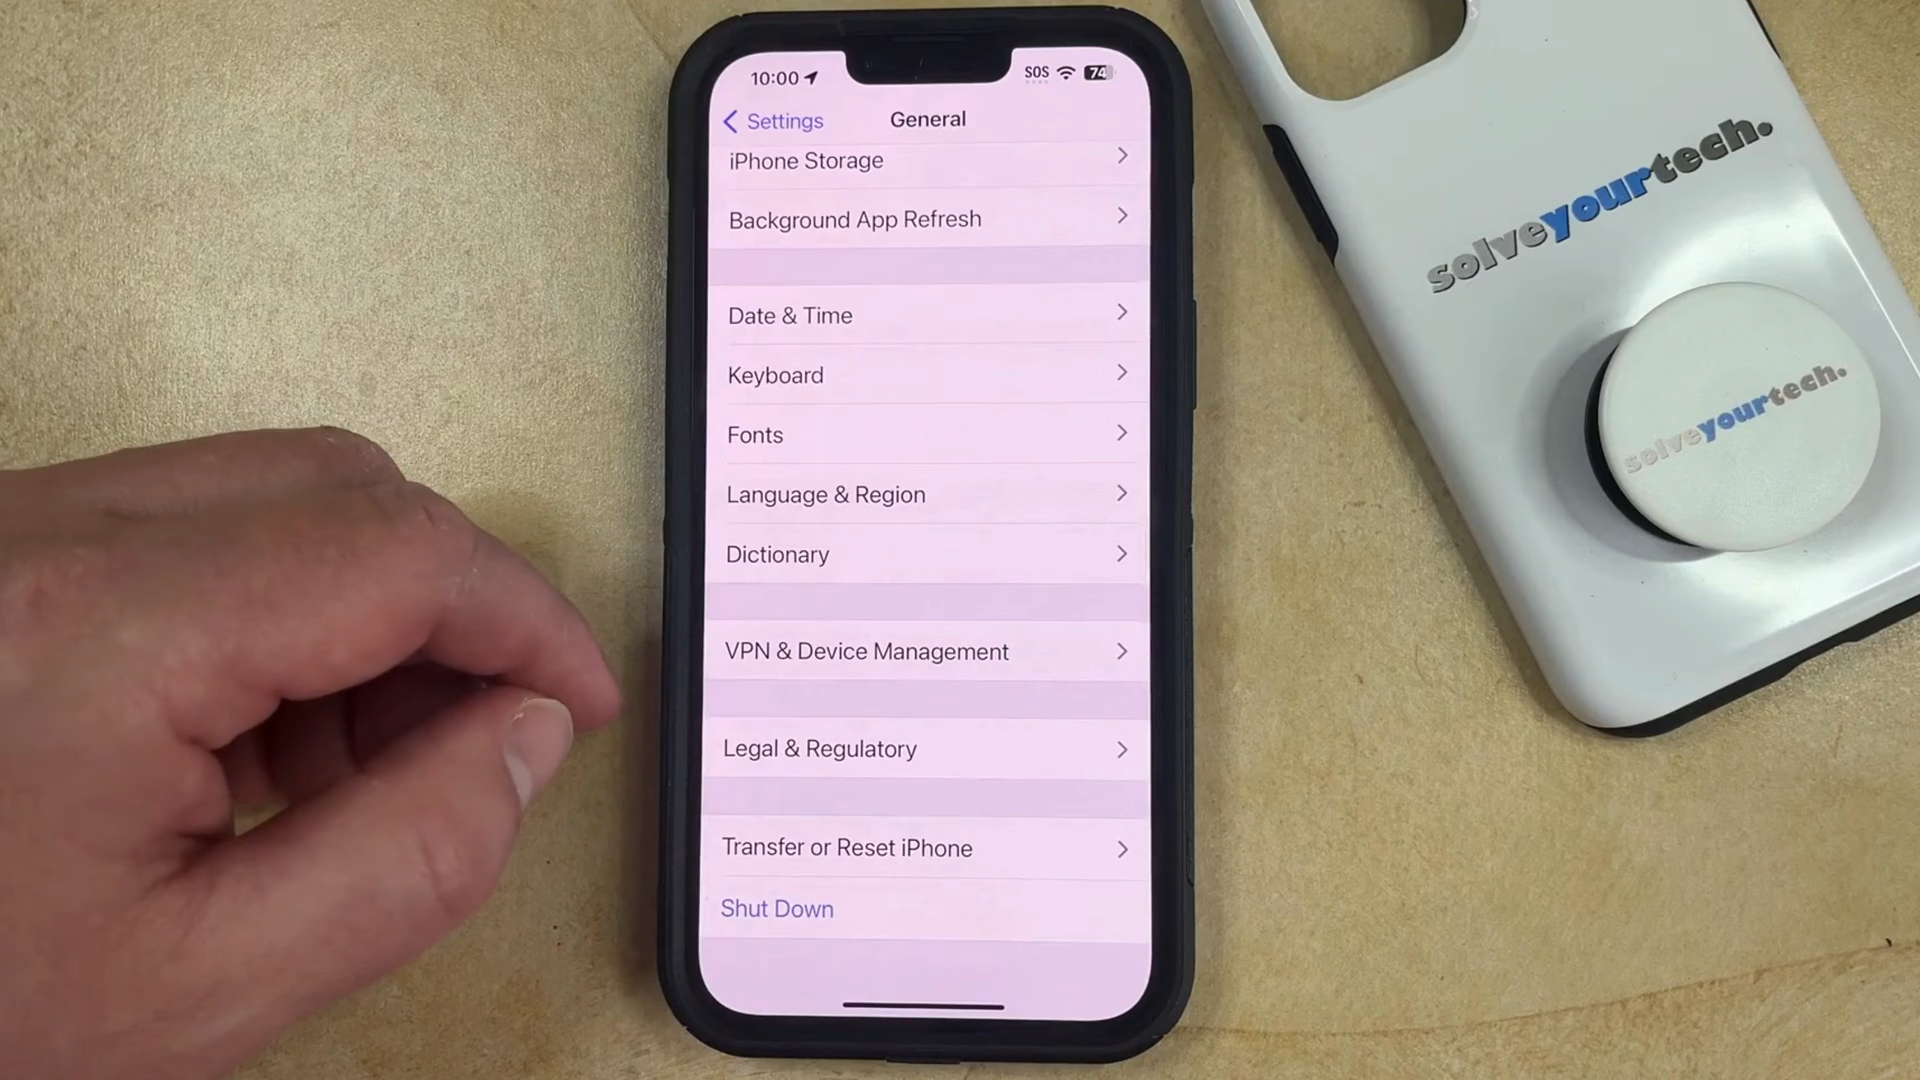 10:00
SOS
74
Settings
General
iPhone Storage
Background App Refresh
Date & Time
Keyboard
Fonts
Language & Region
Dictionary
VPN & Device Management
Legal & Regulatory
Transfer or Reset iPhone
Shut Down
solveyourtech.
solveyourtech.